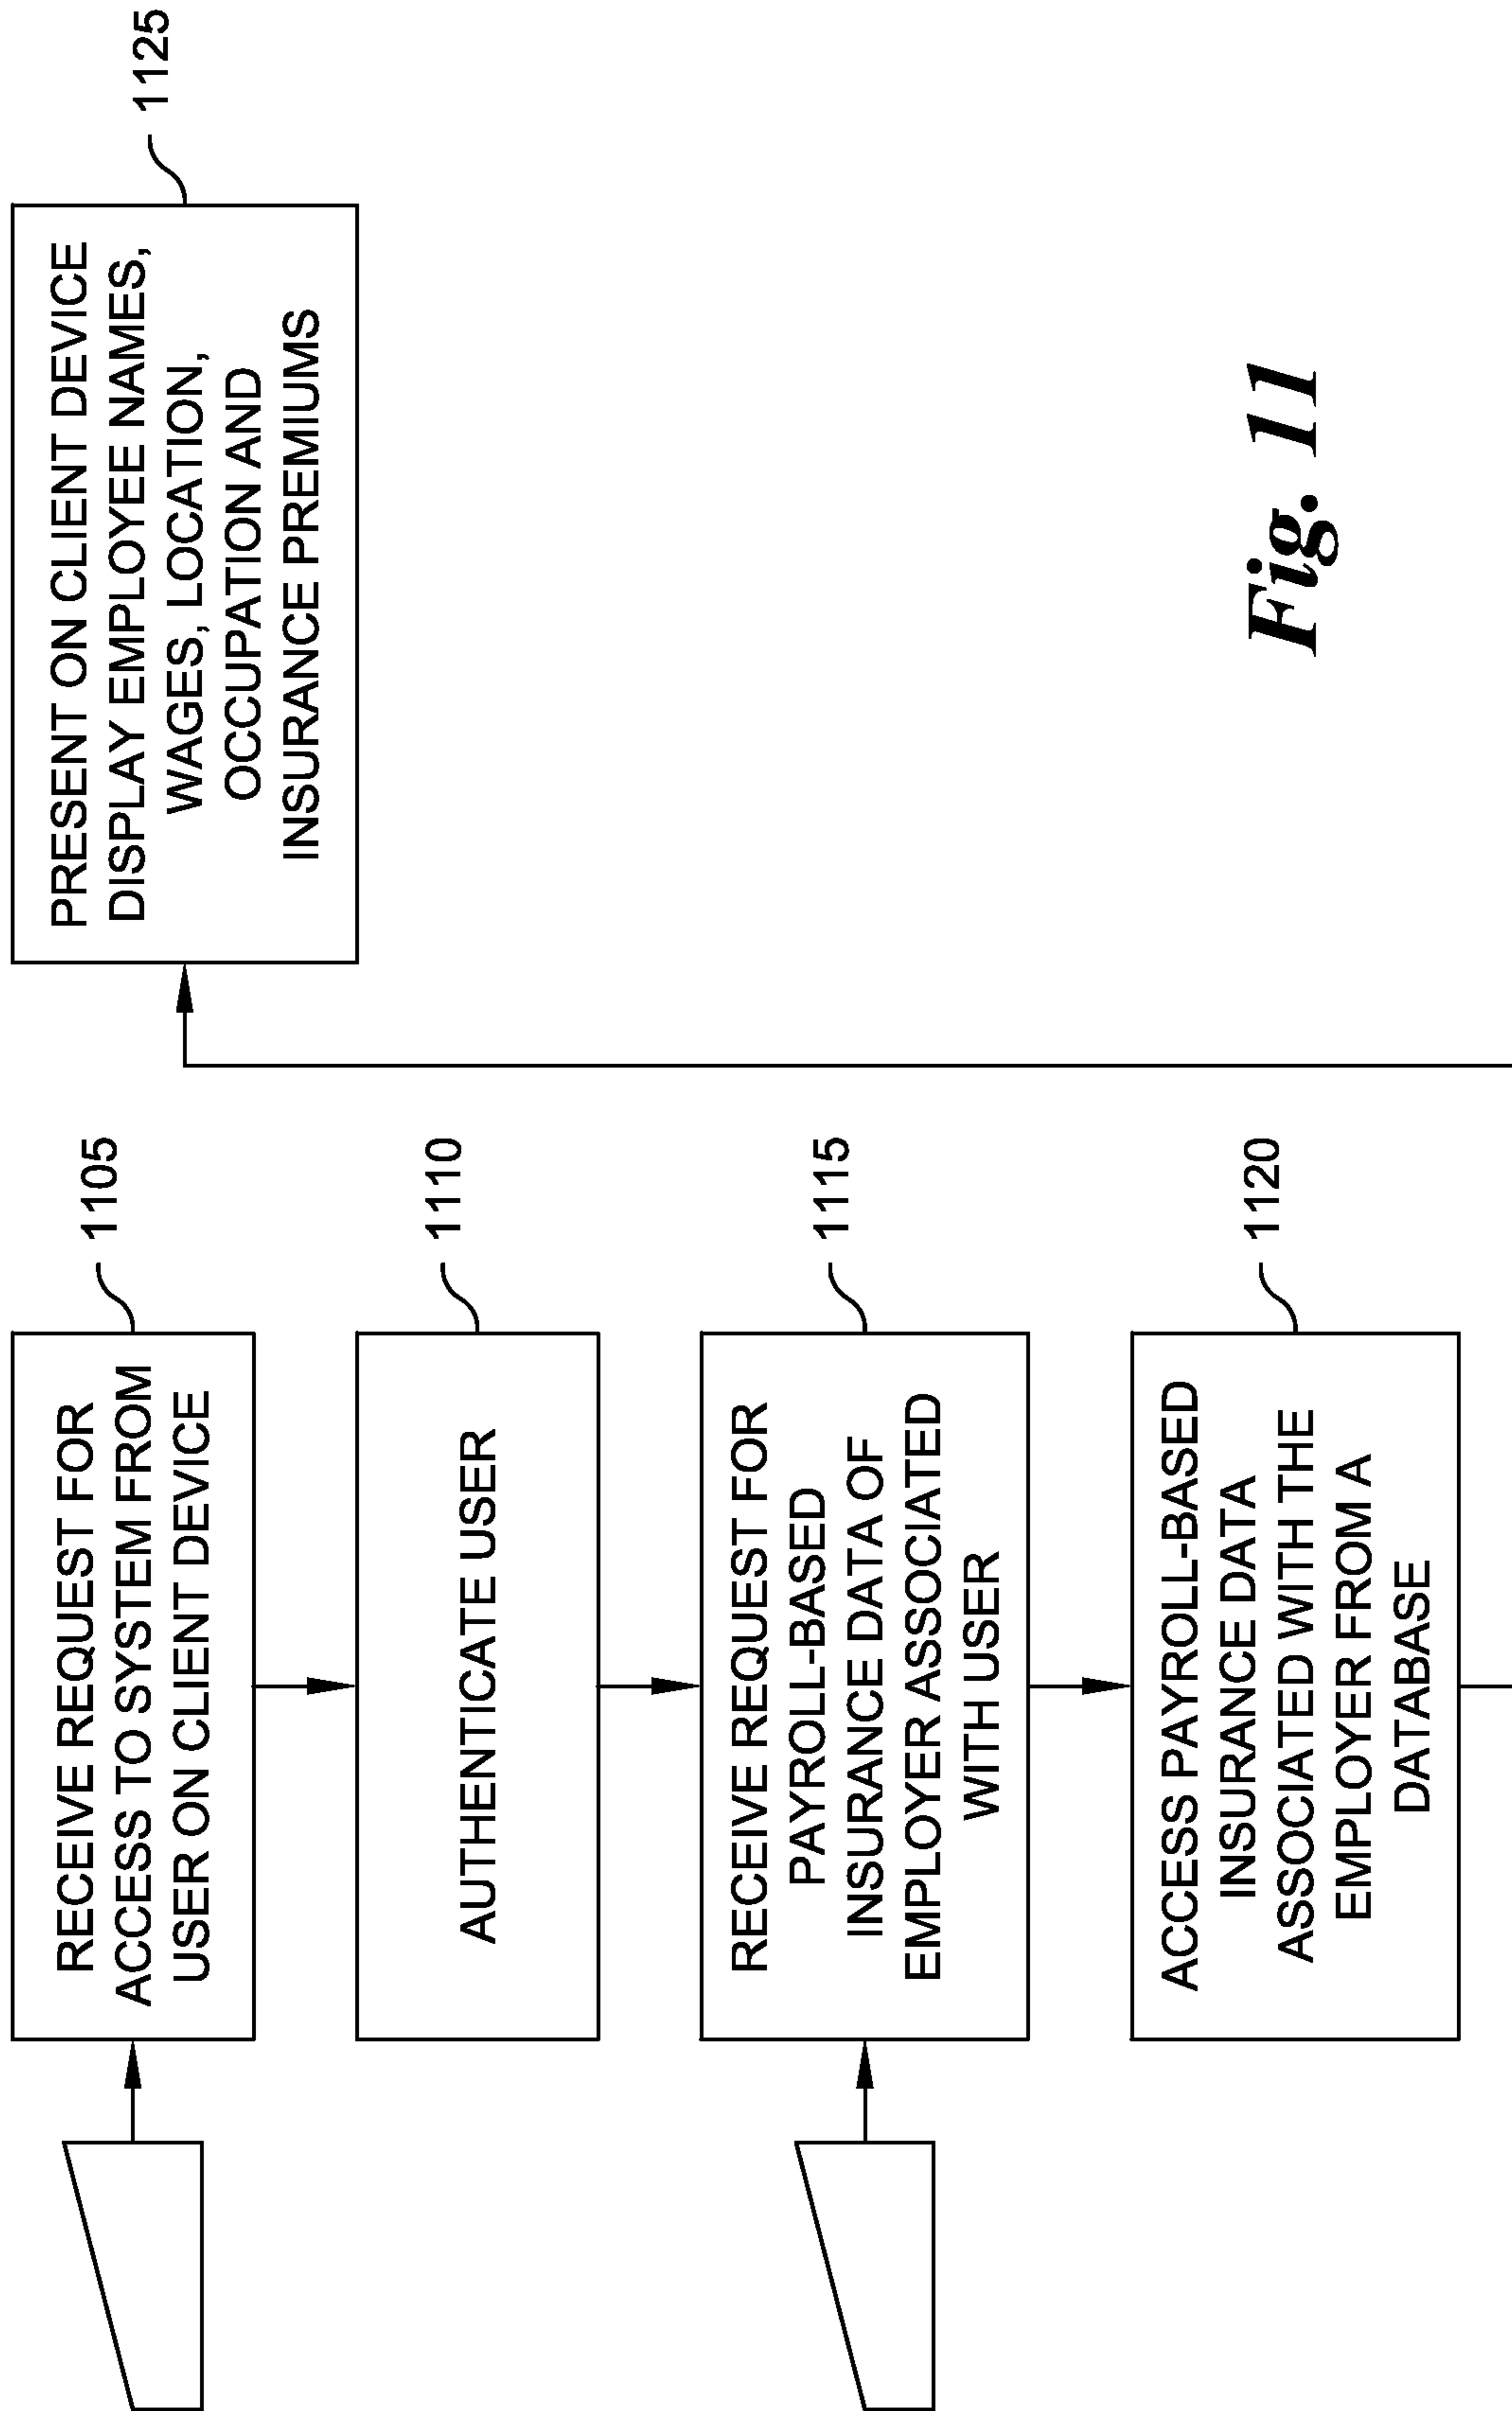 RECEIVE REQUEST FOR
ACCESS TO SYSTEM FROM
USER ON CLIENT DEVICE
1105
AUTHENTICATE USER
1110
RECEIVE REQUEST FOR
PAYROLL-BASED
INSURANCE DATA OF
EMPLOYER ASSOCIATED
WITH USER
1115
ACCESS PAYROLL-BASED
INSURANCE DATA
ASSOCIATED WITH THE
EMPLOYER FROM A
DATABASE
1120
PRESENT ON CLIENT DEVICE
DISPLAY EMPLOYEE NAMES,
WAGES, LOCATION,
OCCUPATION AND
INSURANCE PREMIUMS
1125
Fig. 11